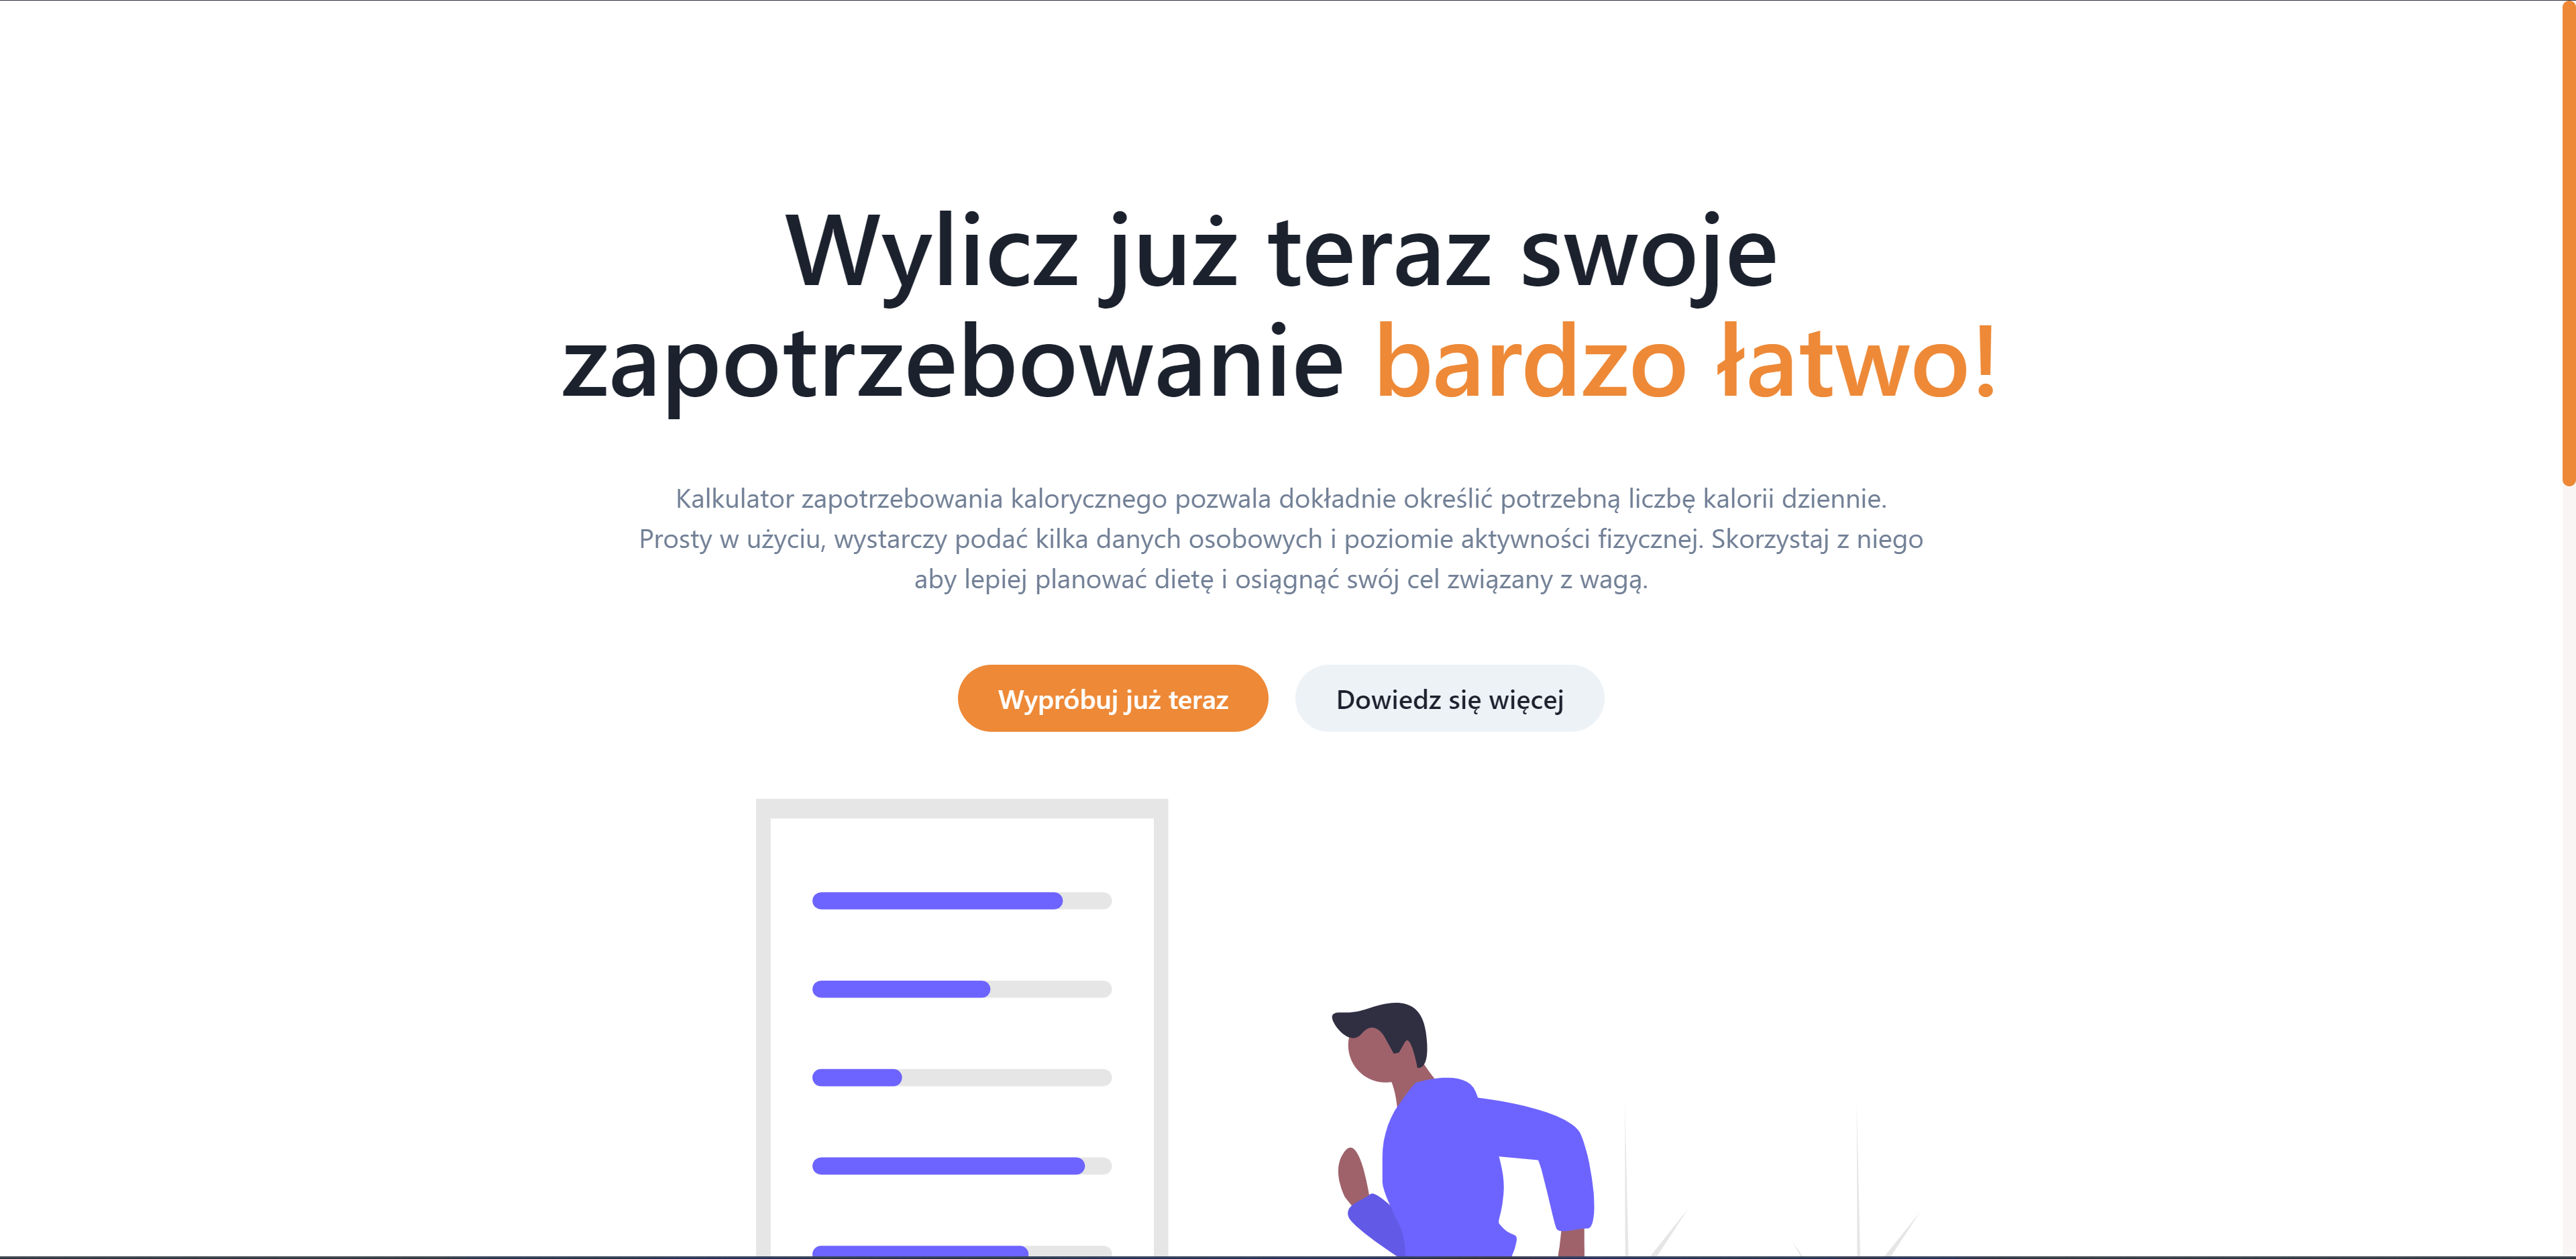 Wylicz już teraz swoje
zapotrzebowanie bardzo łatwo!
Kalkulator zapotrzebowania kalorycznego pozwala dokładnie określić potrzebną liczbę kalorii dziennie.
Prosty w użyciu, wystarczy podać kilka danych osobowych i poziomie aktywności fizycznej. Skorzystaj z niego
aby lepiej planować dietę i osiągnąć swój cel związany z wagą.
Wypróbuj już teraz
Dowiedz się więcej